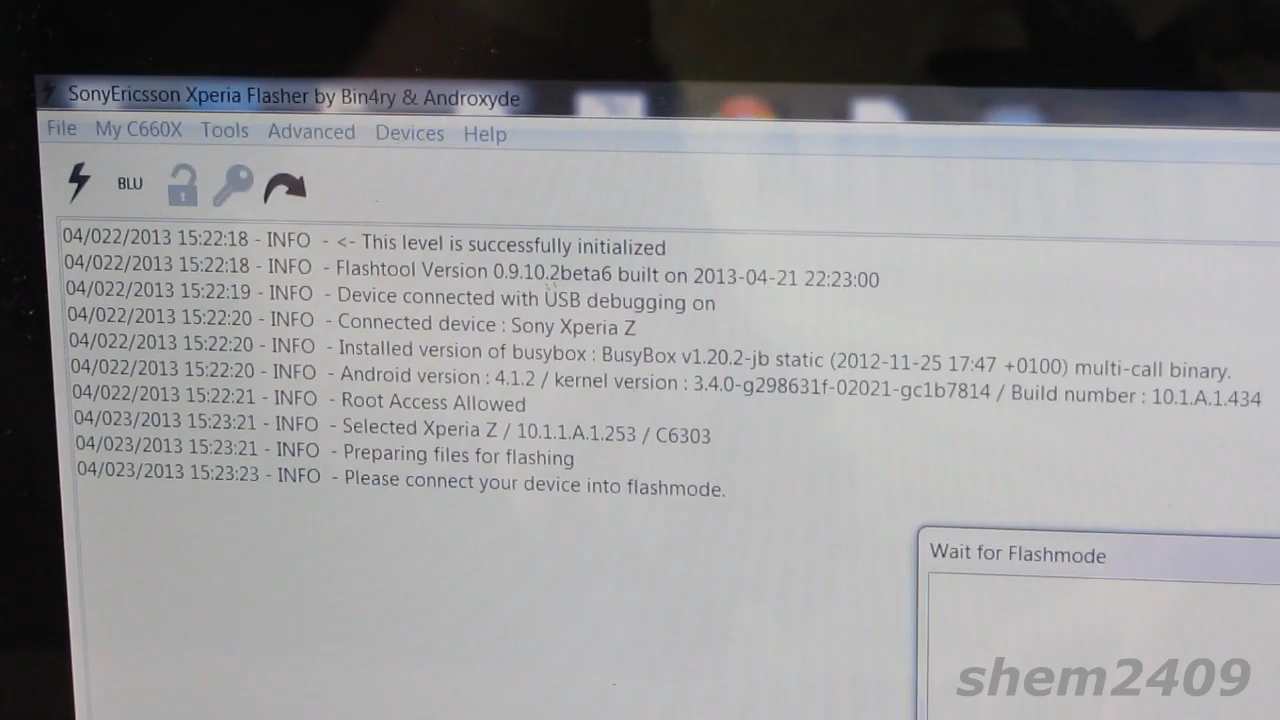 SonyEricsson Xperia Flasher by Bin4ry & Androxyde
File My C660X Tools Advanced Devices Help
BLU
04/022/2013 15:22:18 - INFO - <- This level is successfully initialized
04/022/2013 15:22:18 - INFO - Flashtool Version 0.9.10.2beta6 built on 2013-04-21 22:23:00
04/022/2013 15:22:19 - INFO - Device connected with USB debugging on
04/022/2013 15:22:20 - INFO - Connected device : Sony Xperia Z
04/022/2013 15:22:20 - INFO - Installed version of busybox : BusyBox v1.20.2-jb static (2012-11-25 17:47 +0100) multi-call binary.
04/022/2013 15:22:20 - INFO - Android version : 4.1.2 / kernel version : 3.4.0-g298631f-02021-gc1b7814 / Build number : 10.1.A.1.434
04/022/2013 15:22:21 - INFO - Root Access Allowed
04/023/2013 15:23:21 - INFO - Selected Xperia Z / 10.1.1.A.1.253 / C6303
04/023/2013 15:23:21 - INFO - Preparing files for flashing
04/023/2013 15:23:23 - INFO - Please connect your device into flashmode.
Wait for Flashmode
shem2409